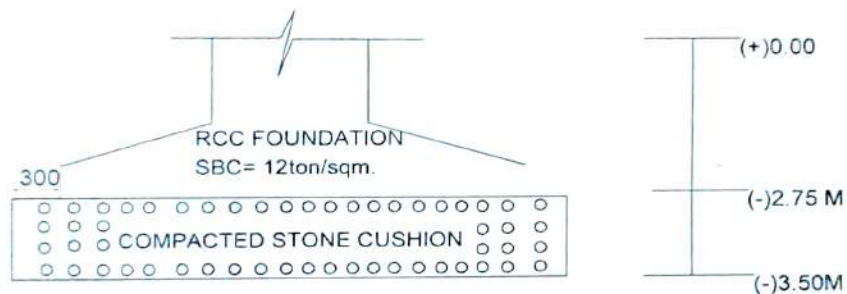 (+)0.00
RCC FOUNDATION
SBC= 12ton/sqm.
300
(-)2.75 M
COMPACTED STONE CUSHION
(-)3.50M